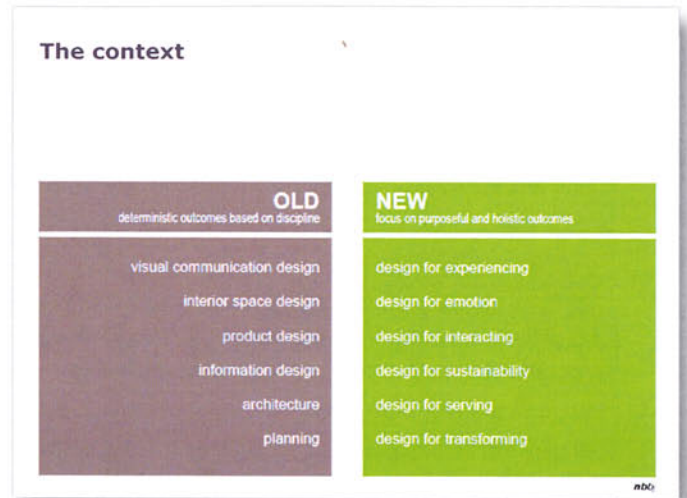 The context
OLD
deterministic outcomes based on discipline
visual communication design
interior space design
product design
information design
architecture
planning
NEW
focus on purposeful and holistic outcomes
design for experiencing
design for emotion
design for interacting
design for sustainability
design for serving
design for transforming